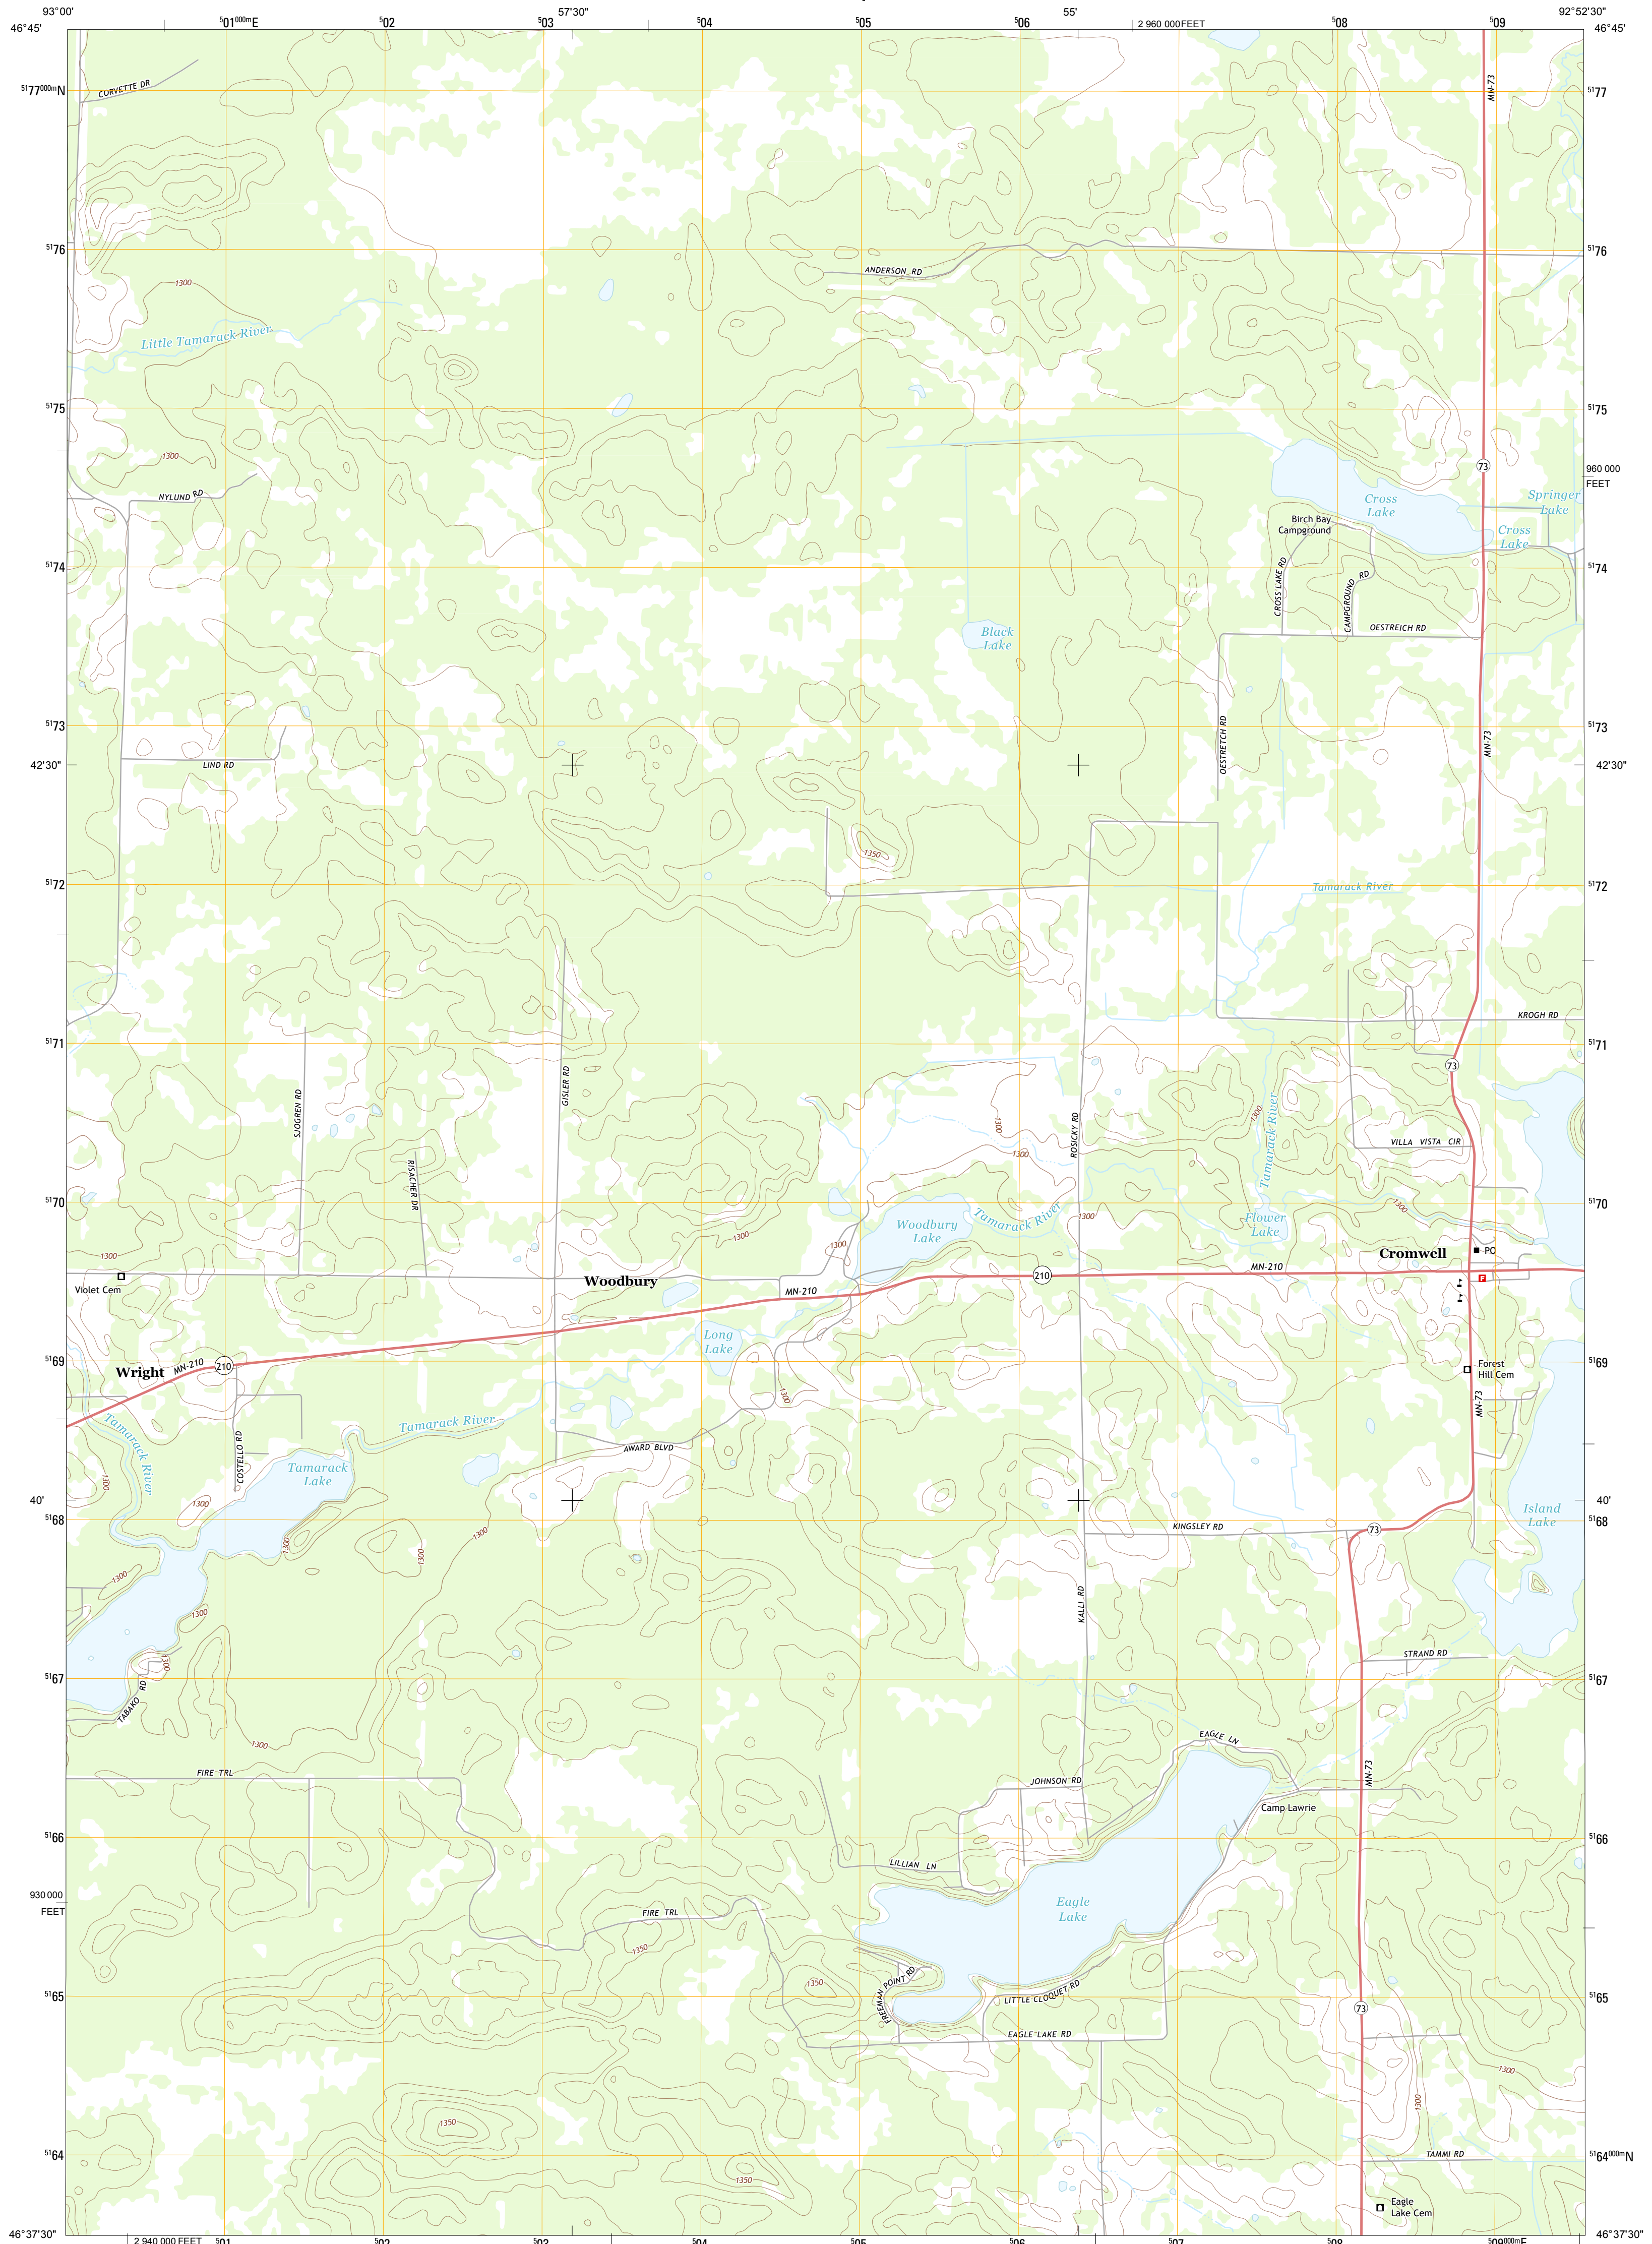 93°00'
501000mE
502
503
57'30"
504
505
506
55'
2 960 000 FEET
508
509
92°52'30"
46°45'
46°45'
MN-73
CORVETTE DR
5177000mN
5177
5176
5176
ANDERSON RD
1300
Little Tamarack River
5175
5175
1300
73
960 000
FEET
NYLUND RD
Cross
Lake
Springer
Lake
Birch Bay
Campground
Cross
Lake
5174
5174
CROSS LAKE RD
CAMPGROUND RD
OESTREICH RD
Black
Lake
5173
5173
OESTRETCH RD
MN-73
42'30"
LIND RD
42'30"
1350
5172
5172
Tamarack River
KROGH RD
5171
5171
73
GISLER RD
SJOGREN RD
1300
1300
ROSICKY RD
Tamarack River
VILLA VISTA CIR
1300
RISACHER DR
5170
5170
1300
1300
Woodbury
Lake
Tamarack River
Flower
Lake
1300
1300
1300
Cromwell
PO
Violet Cem
Woodbury
210
MN-210
F
MN-210
Long
Lake
5169
5169
Wright
MN-210
210
Forest
Hill Cem
1300
MN-73
Tamarack River
Tamarack River
COSTELLO RD
AWARD BLVD
Tamarack
Lake
1300
40'
1300
40'
Island
Lake
5168
5168
KINGSLEY RD
73
1300
1300
1300
1300
KALLI RD
1300
1300
STRAND RD
5167
5167
TABAKO RD
1300
EAGLE LN
FIRE TRL
JOHNSON RD
MN-73
Camp Lawrie
5166
5166
LILLIAN LN
930 000
FEET
Eagle
Lake
FIRE TRL
1350
1350
FREEMAN POINT RD
LITTLE CLOQUET RD
5165
5165
73
EAGLE LAKE RD
1300
1300
1350
5164
5164000mN
TAMMI RD
1350
Eagle
Lake Cem
46°37'30"
46°37'30"
2 940 000 FEET
501
502
503
504
505
506
507
508
509000mE